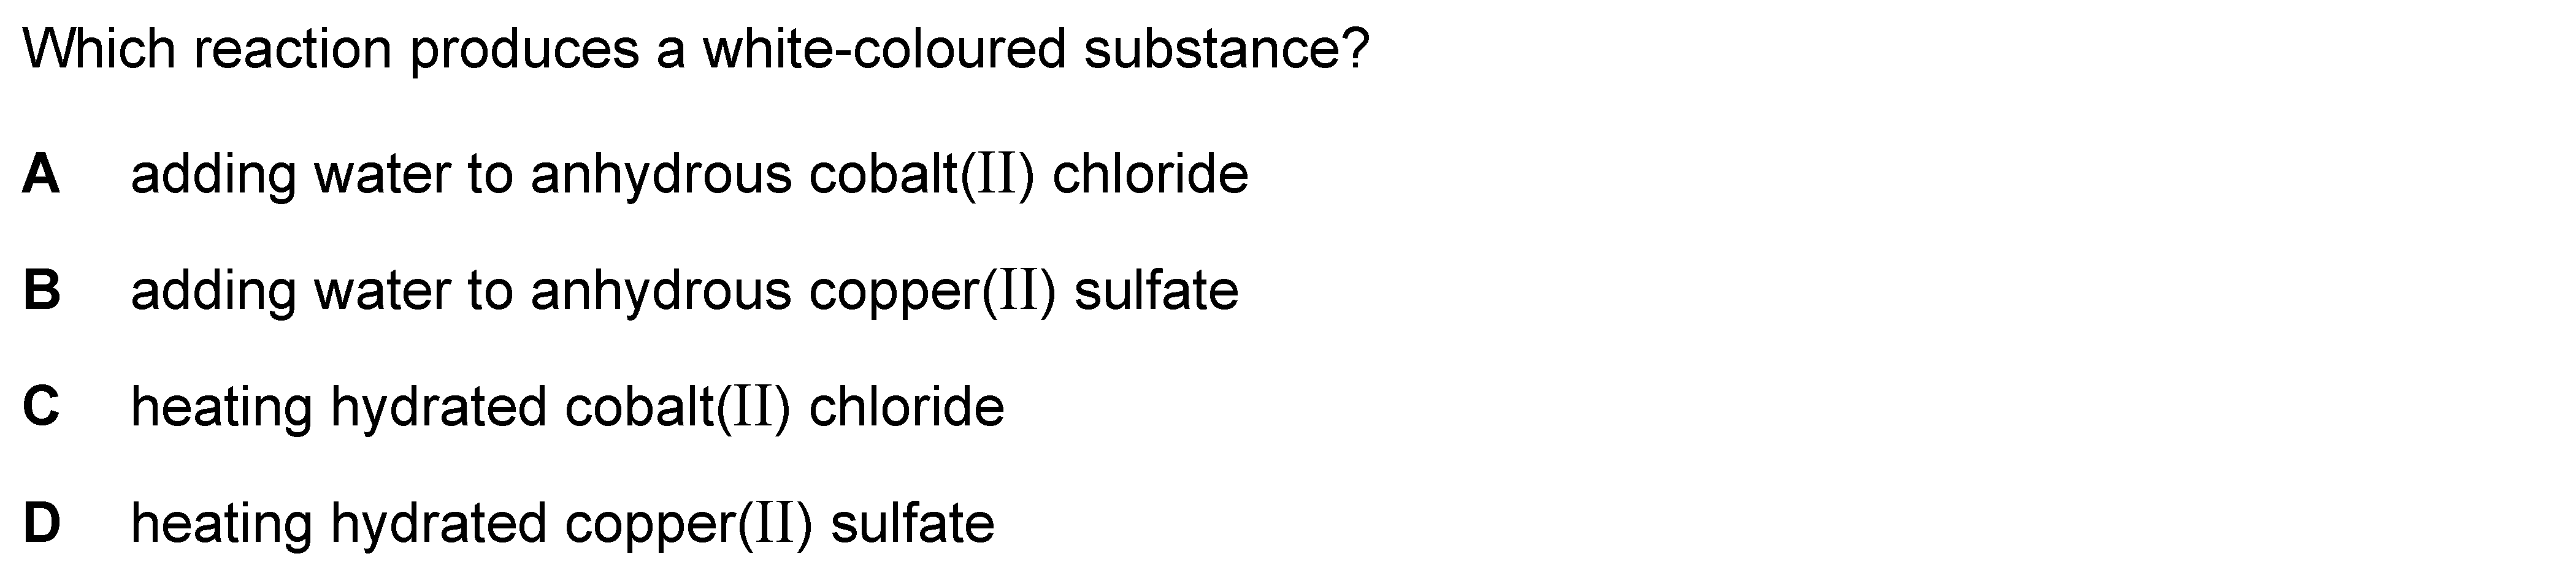 Which reaction produces a white-coloured substance?
A adding water to anhydrous cobalt(II) chloride
B adding water to anhydrous copper(II) sulfate
C heating hydrated cobalt(II) chloride
D heating hydrated copper(II) sulfate